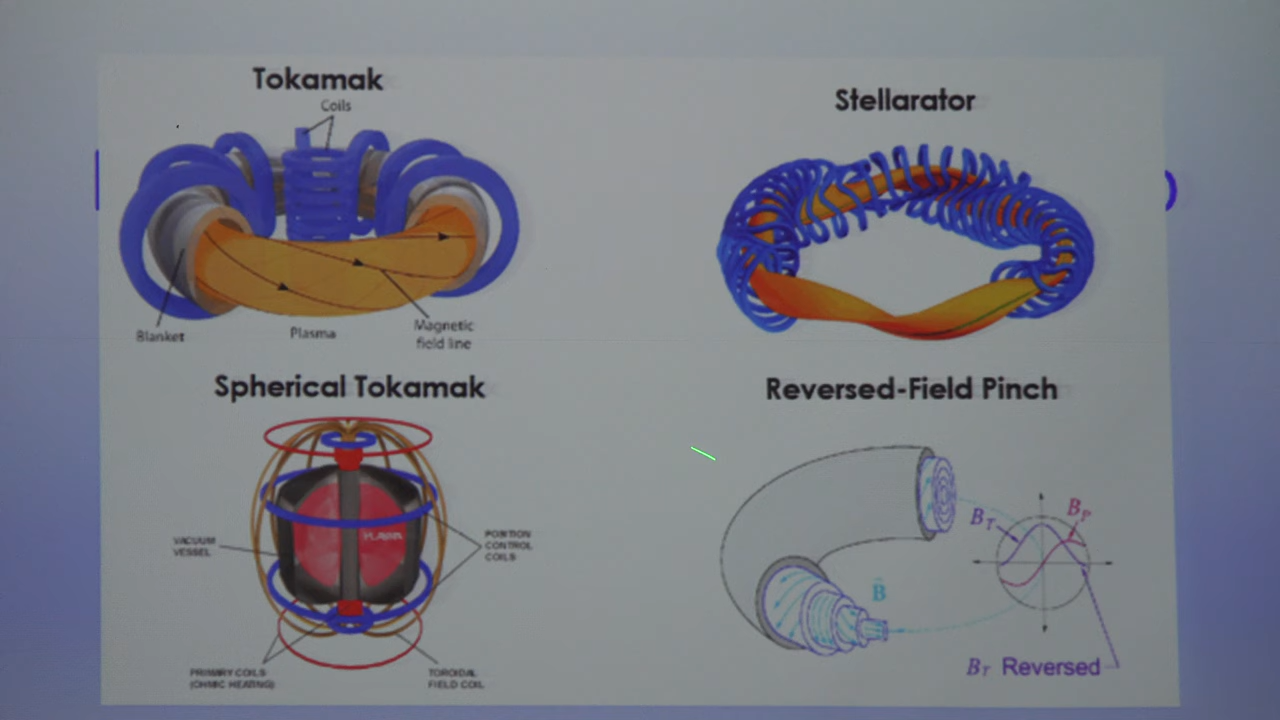 Tokamak
Coils
Blanket
Plasma
Magnetic
field line
Stellarator
Spherical Tokamak
VACUUM
VESSEL
PLASMA
POSITION
CONTROL
COILS
PRIMARY COILS
(OHMIC HEATING)
TOROIDAL
FIELD COIL
Reversed-Field Pinch
B
B_T
B_P
B_T Reversed